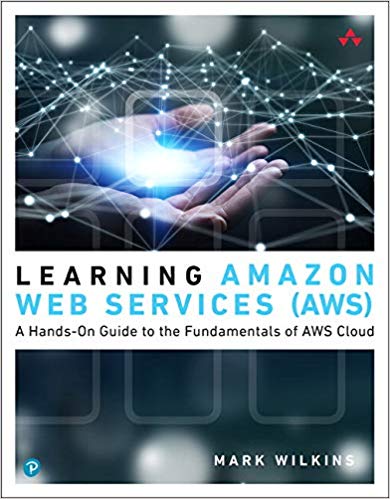 LEARNING AMAZON
WEB SERVICES (AWS)
A Hands-On Guide to the Fundamentals of AWS Cloud
MARK WILKINS
P